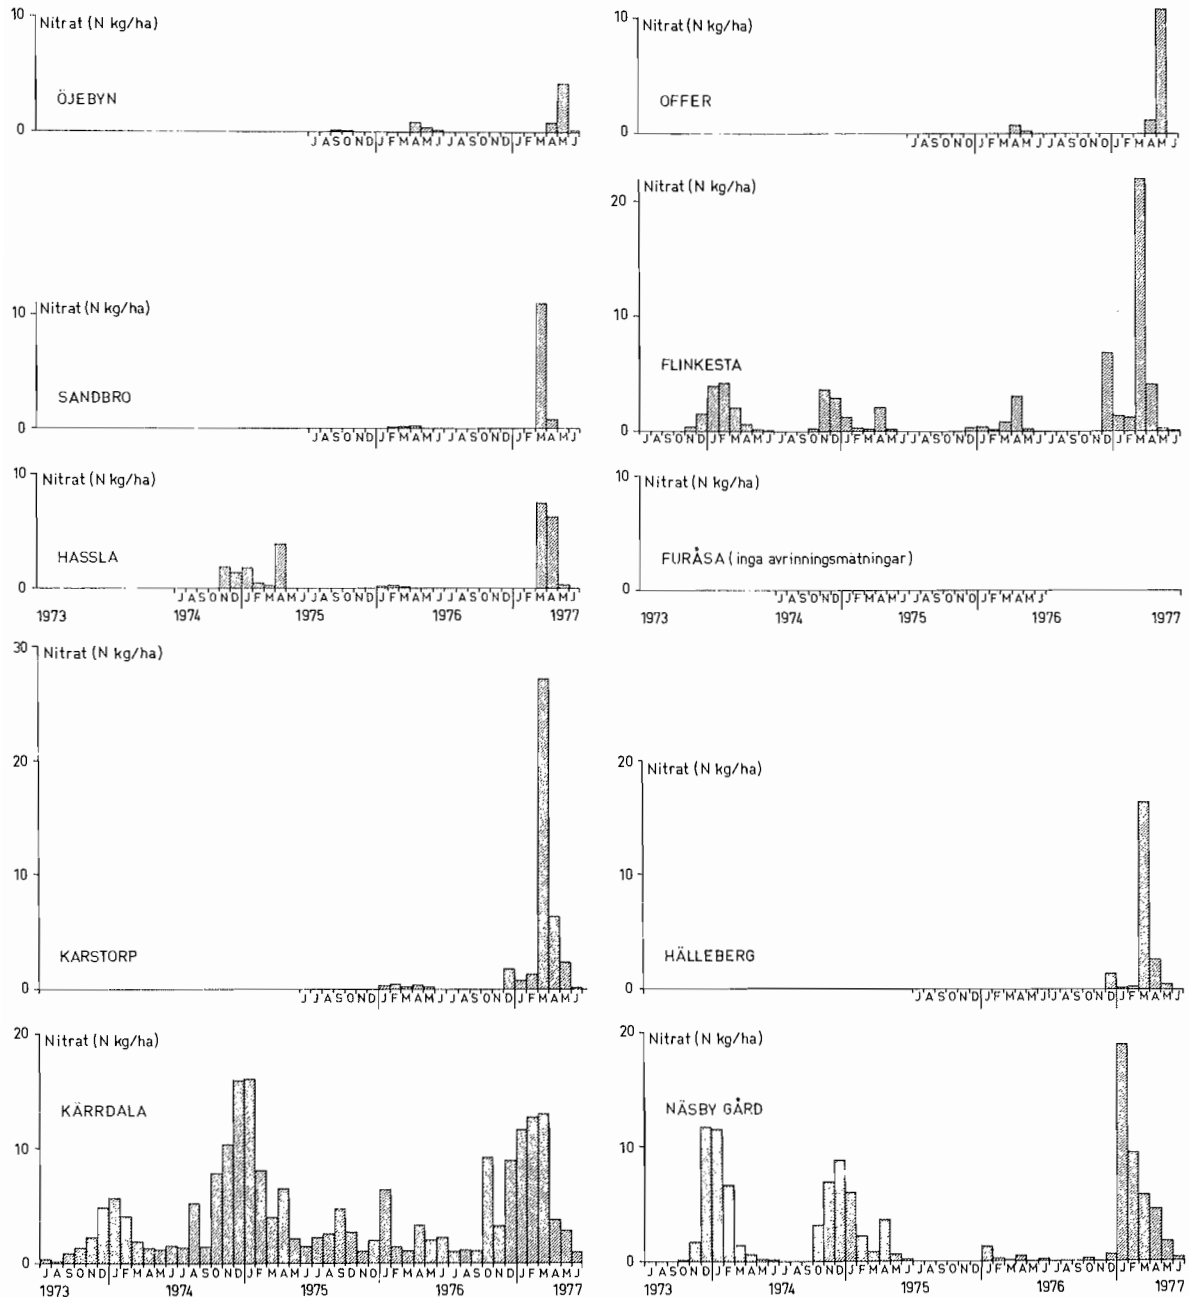 10
Nitrat (N kg/ha)
ÖJEBYN
0
J A S O N D J F M A M J J A S O N D J F M A M J
10
Nitrat (N kg/ha)
OFFER
0
J A S O N D J F M A M J J A S O N D J F M A M J
10
Nitrat (N kg/ha)
SANDBRO
0
J A S O N D J F M A M J J A S O N D J F M A M J
Nitrat (N kg/ha)
20
10
FLINKESTA
0
J A S O N D J F M A M J J A S O N D J F M A M J J A S O N D J F M A M J J A S O N D J F M A M J
10
Nitrat (N kg/ha)
HASSLA
0
J A S O N D J F M A M J J A S O N D J F M A M J J A S O N D J F M A M J
1973 1974 1975 1976 1977
10
Nitrat (N kg/ha)
FURÅSA (inga avrinningsmätningar)
0
J A S O N D J F M A M J J A S O N D J F M A M J
1973 1974 1975 1976 1977
30
Nitrat (N kg/ha)
20
10
KARSTORP
0
J J A S O N D J F M A M J J A S O N D J F M A M J
20
Nitrat (N kg/ha)
10
HÄLLEBERG
0
J A S O N D J F M A M J J A S O N D J F M A M J
20
Nitrat (N kg/ha)
KÄRRDALA
10
0
J A S O N D J F M A M J J A S O N D J F M A M J J A S O N D J F M A M J J A S O N D J F M A M J
1973 1974 1975 1976 1977
20
Nitrat (N kg/ha)
NÄSBY GÅRD
10
0
J A S O N D J F M A M J J A S O N D J F M A M J J A S O N D J F M A M J J A S O N D J F M A M J
1973 1974 1975 1976 1977